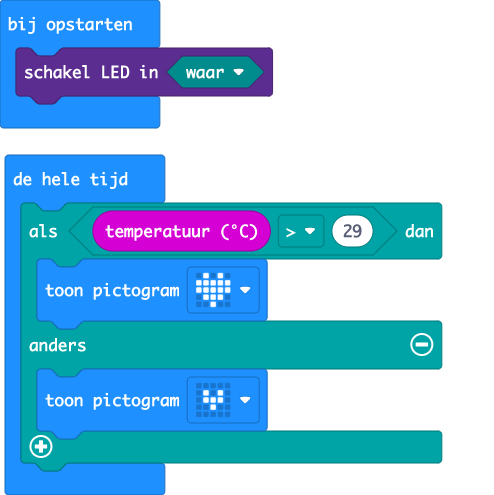 bij opstarten
schakel LED in waar
de hele tijd
als temperatuur (°C) > 29 dan
toon pictogram
anders
toon pictogram